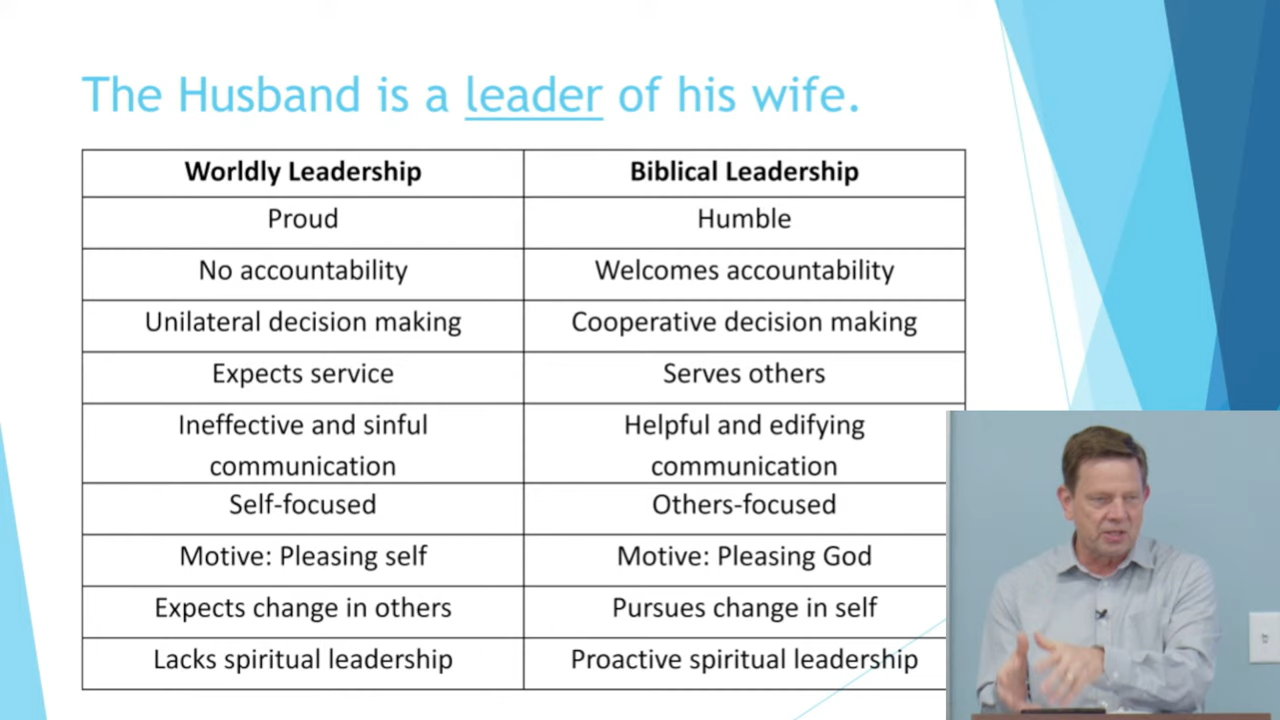 The Husband is a leader of his wife.
Worldly Leadership
Biblical Leadership
Proud
Humble
No accountability
Welcomes accountability
Unilateral decision making
Cooperative decision making
Expects service
Serves others
Ineffective and sinful
communication
Helpful and edifying
communication
Self-focused
Others-focused
Motive: Pleasing self
Motive: Pleasing God
Expects change in others
Pursues change in self
Lacks spiritual leadership
Proactive spiritual leadership